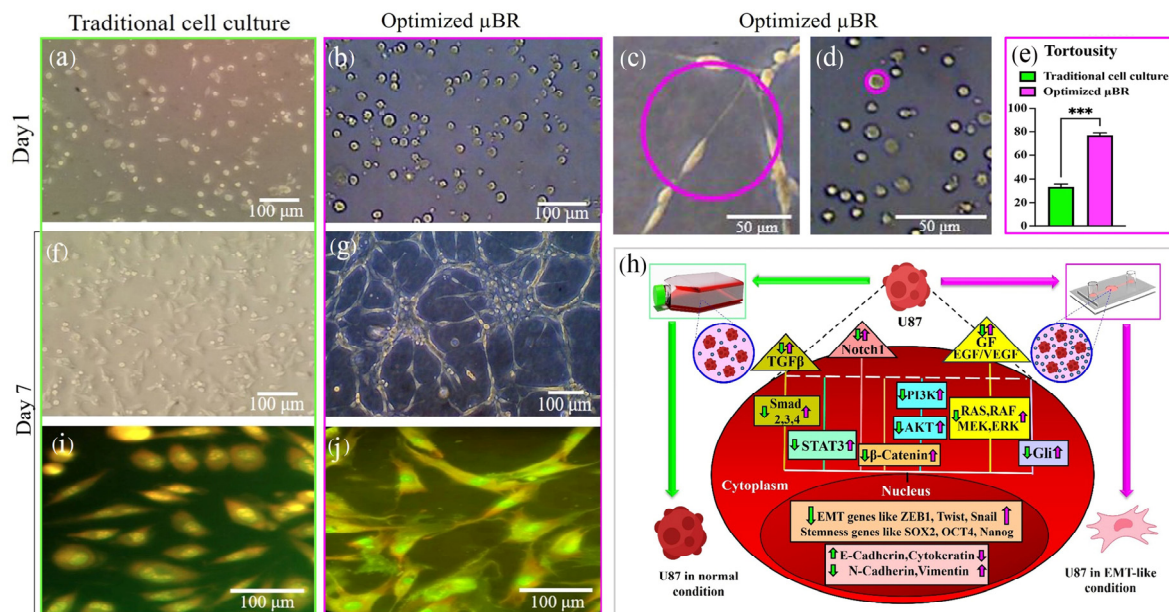 Traditional cell culture
Optimized µBR
Optimized µBR
Day 1
(a)
100 µm
(b)
100 µm
(c)
50 µm
(d)
50 µm
(e) Tortousity
Traditional cell culture
Optimized µBR
100
80
60
40
20
0
***
Day 7
(f)
100 µm
(g)
100 µm
(i)
100 µm
(j)
100 µm
(h)
U87
TGFβ
Notch1
GF
EGF/VEGF
Smad
2,3,4
STAT3
β-Catenin
PI3K
AKT
RAS,RAF
MEK,ERK
Gli
Cytoplasm
Nucleus
EMT genes like ZEB1, Twist, Snail
Stemness genes like SOX2, OCT4, Nanog
E-Cadherin,Cytokeratin
N-Cadherin,Vimentin
U87 in normal
condition
U87 in EMT-like
condition